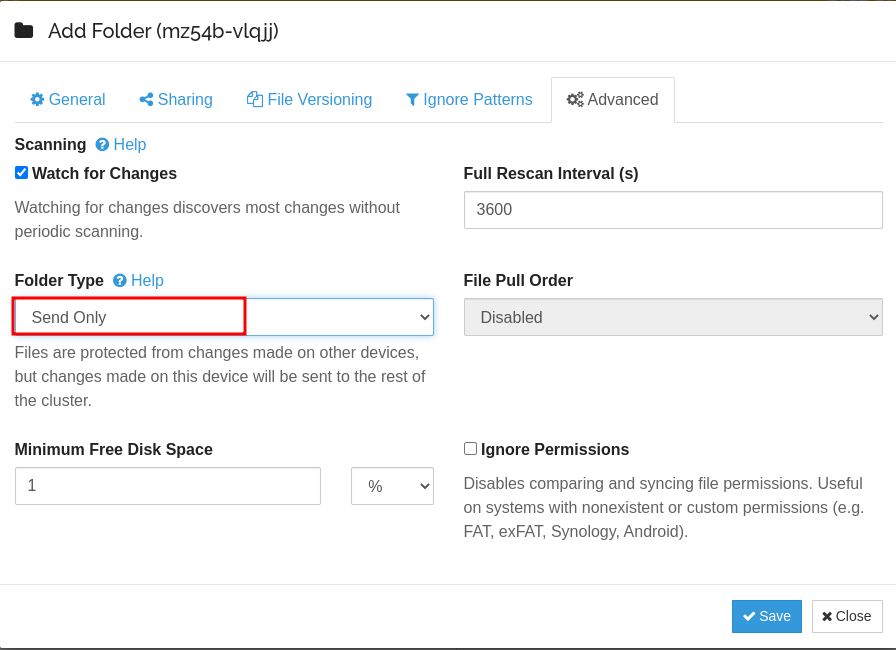 Add Folder (mz54b-vlqjj)
General
Sharing
File Versioning
Ignore Patterns
Advanced
Scanning
Help
Watch for Changes
Watching for changes discovers most changes without
periodic scanning.
Full Rescan Interval (s)
3600
Folder Type
Help
Send Only
Files are protected from changes made on other devices,
but changes made on this device will be sent to the rest of
the cluster.
File Pull Order
Disabled
Minimum Free Disk Space
1
%
Ignore Permissions
Disables comparing and syncing file permissions. Useful
on systems with nonexistent or custom permissions (e.g.
FAT, exFAT, Synology, Android).
Save
Close